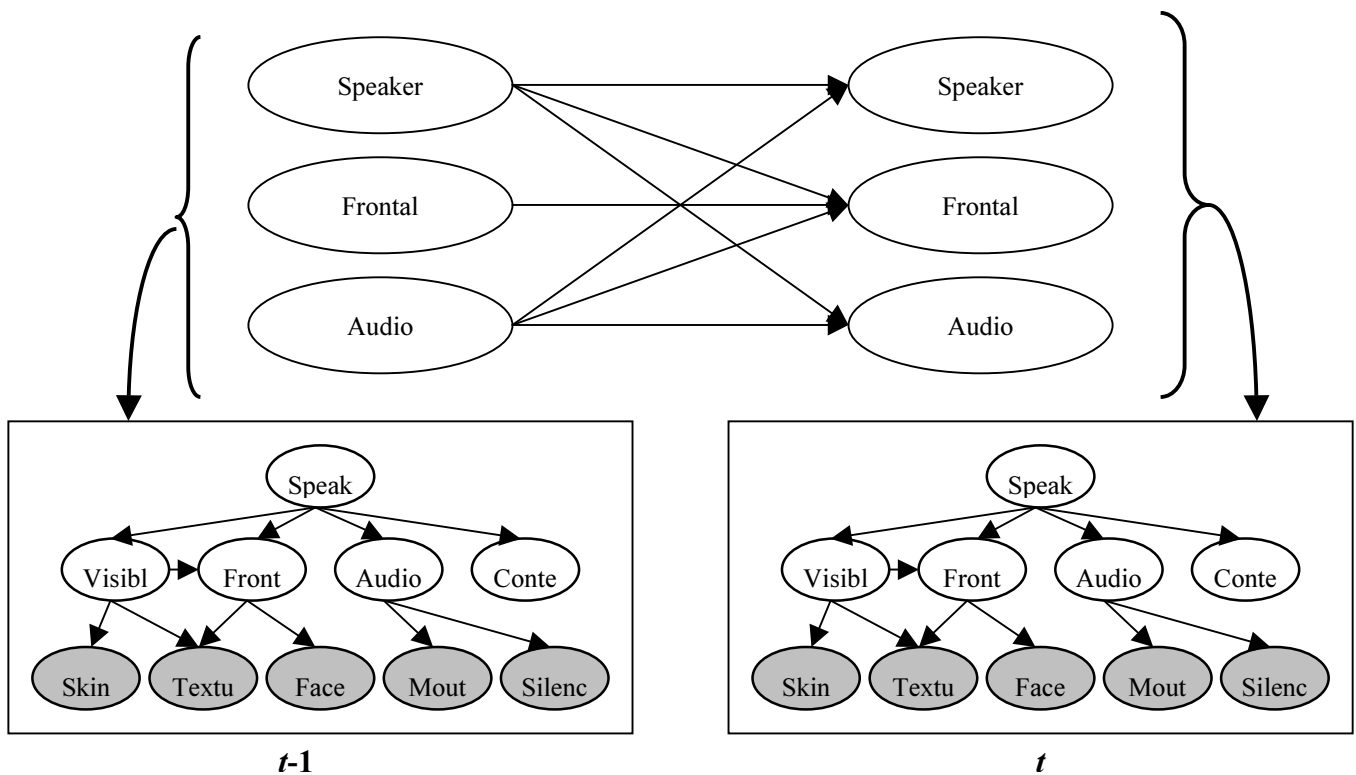 Speaker Speaker
Frontal Frontal
Audio Audio
Speak Speak
Visibl Front Audio Conte Visibl Front Audio Conte
Skin Textu Face Mout Silenc Skin Textu Face Mout Silenc
t-1 t